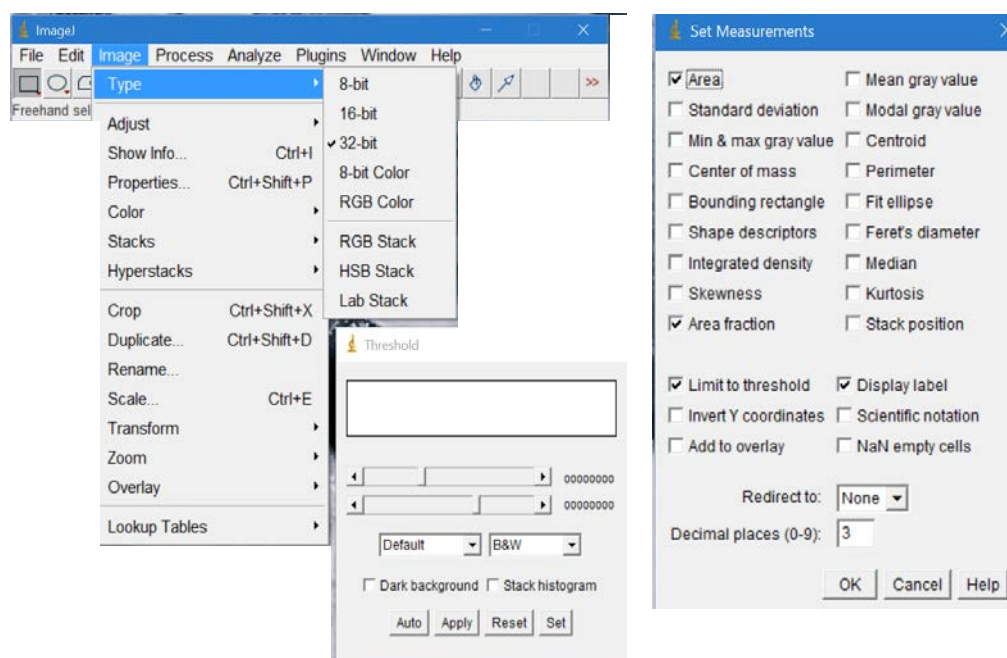 ImageJ
File Edit Image Process Analyze Plugins Window Help
Freehand sel
Type
Adjust
Show Info... Ctrl+I
Properties... Ctrl+Shift+P
Color
Stacks
Hyperstacks
Crop Ctrl+Shift+X
Duplicate... Ctrl+Shift+D
Rename...
Scale... Ctrl+E
Transform
Zoom
Overlay
Lookup Tables
8-bit
16-bit
32-bit
8-bit Color
RGB Color
RGB Stack
HSB Stack
Lab Stack
Threshold
00000000
00000000
Default B&W
Dark background Stack histogram
Auto Apply Reset Set
Set Measurements
Area Mean gray value
Standard deviation Modal gray value
Min & max gray value Centroid
Center of mass Perimeter
Bounding rectangle Fit ellipse
Shape descriptors Feret's diameter
Integrated density Median
Skewness Kurtosis
Area fraction Stack position
Limit to threshold Display label
Invert Y coordinates Scientific notation
Add to overlay NaN empty cells
Redirect to: None
Decimal places (0-9): 3
OK Cancel Help